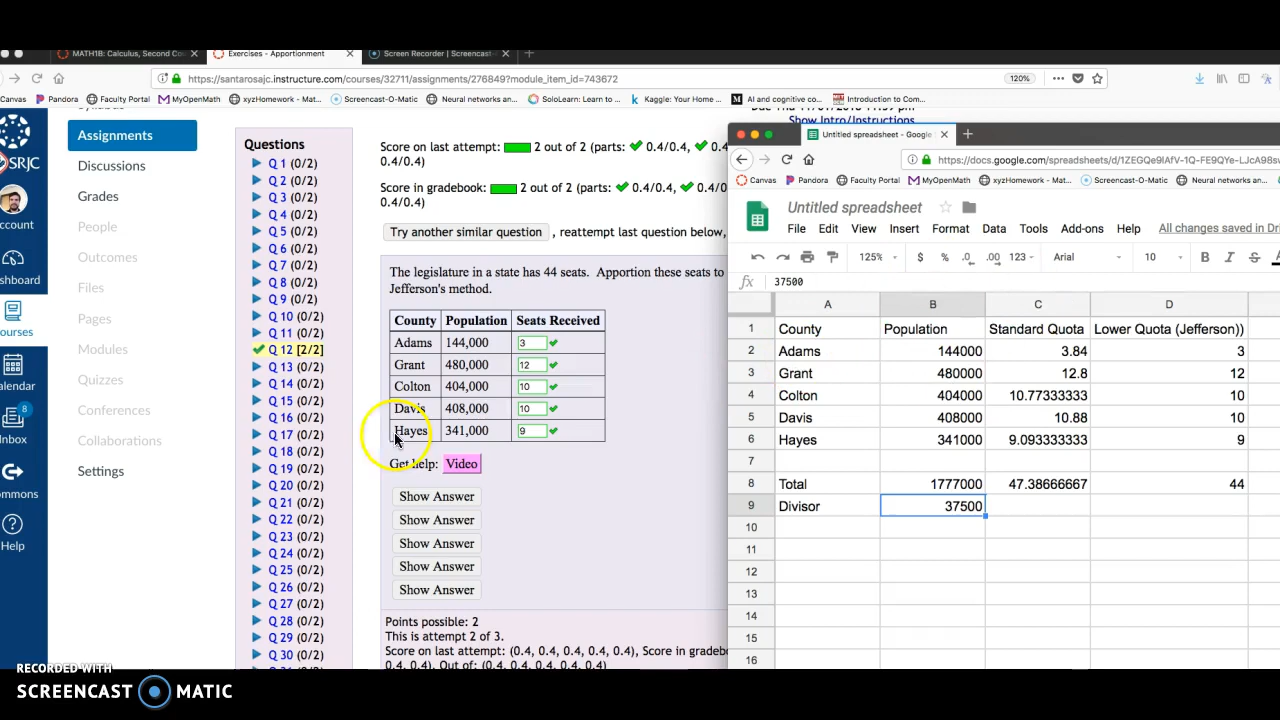 MATH1B: Calculus, Second Co
Exercises - Apportionment
Screen Recorder | Screencast-
https://santarosajc.instructure.com/courses/32711/assignments/276849?module_item_id=743672
120%
Canvas
Pandora
Faculty Portal
MyOpenMath
xyzHomework - Mat...
Screencast-O-Matic
Neural networks an...
SoloLearn: Learn to ...
Kaggle: Your Home ...
AI and cognitive co...
Introduction to Com...
SRJC
ccount
shboard
ourses
alendar
8
Inbox
mmons
Help
Assignments
Discussions
Grades
People
Outcomes
Files
Pages
Modules
Quizzes
Conferences
Collaborations
Settings
Questions
Q 1 (0/2)
Q 2 (0/2)
Q 3 (0/2)
Q 4 (0/2)
Q 5 (0/2)
Q 6 (0/2)
Q 7 (0/2)
Q 8 (0/2)
Q 9 (0/2)
Q 10 (0/2)
Q 11 (0/2)
Q 12 [2/2]
Q 13 (0/2)
Q 14 (0/2)
Q 15 (0/2)
Q 16 (0/2)
Q 17 (0/2)
Q 18 (0/2)
Q 19 (0/2)
Q 20 (0/2)
Q 21 (0/2)
Q 22 (0/2)
Q 23 (0/2)
Q 24 (0/2)
Q 25 (0/2)
Q 26 (0/2)
Q 27 (0/2)
Q 28 (0/2)
Q 29 (0/2)
Q 30 (0/2)
Show Intro/Instructions
Score on last attempt: 2 out of 2 (parts: 0.4/0.4, 0.4
0.4/0.4)
Score in gradebook: 2 out of 2 (parts: 0.4/0.4, 0.4/0
0.4/0.4)
Try another similar question , reattempt last question below,
The legislature in a state has 44 seats. Apportion these seats to
Jefferson's method.
County Population Seats Received
Adams 144,000 3
Grant 480,000 12
Colton 404,000 10
Davis 408,000 10
Hayes 341,000 9
Get help: Video
Show Answer
Show Answer
Show Answer
Show Answer
Show Answer
Points possible: 2
This is attempt 2 of 3.
Score on last attempt: (0.4, 0.4, 0.4, 0.4, 0.4), Score in gradebo
0.4, 0.4), Out of: (0.4, 0.4, 0.4, 0.4, 0.4)
Untitled spreadsheet - Google
https://docs.google.com/spreadsheets/d/
Canvas
Pandora
Faculty Portal
MyOpenMath
xyzHomework - Mat...
Screencast-O-Matic
Neural networks an...
Untitled spreadsheet
File Edit View Insert Format Data Tools Add-ons Help All changes saved in Dri
125% $ % .0 .00 123 Arial 10 B I S A
fx 37500
A B C D
1 County Population Standard Quota Lower Quota (Jefferson))
2 Adams 144000 3.84 3
3 Grant 480000 12.8 12
4 Colton 404000 10.77333333 10
5 Davis 408000 10.88 10
6 Hayes 341000 9.093333333 9
7
8 Total 1777000 47.38666667 44
9 Divisor 37500
10
11
12
13
14
15
16
RECORDED WITH
SCREENCAST MATIC